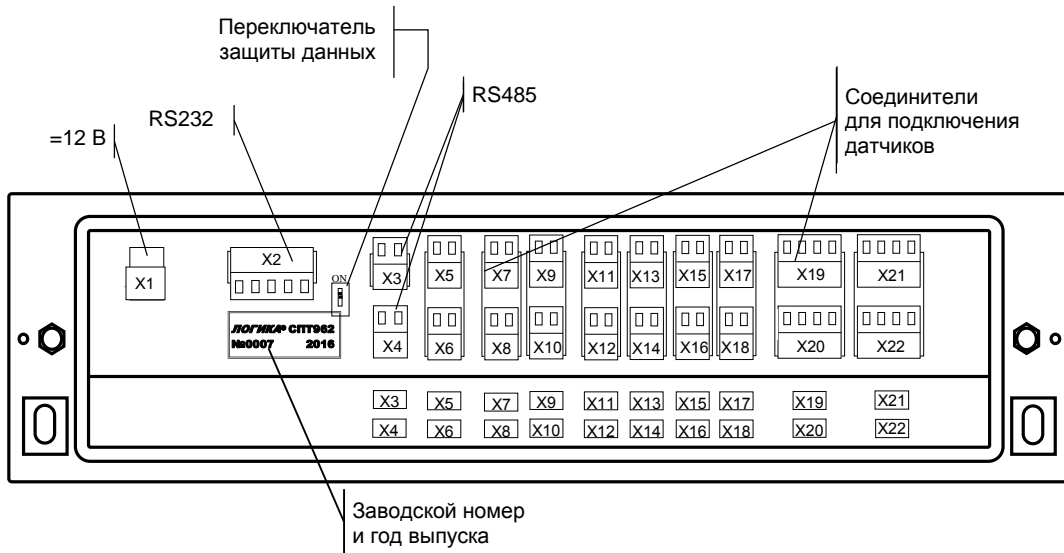 Переключатель
защиты данных
RS485
RS232
=12 В
Соединители
для подключения
датчиков
X1
X2
ON
X3 X5 X7 X9 X11 X13 X15 X17 X19 X21
ЛОГИКА® СПТ962
№0007 2016
X4 X6 X8 X10 X12 X14 X16 X18 X20 X22
X3 X5 X7 X9 X11 X13 X15 X17 X19 X21
X4 X6 X8 X10 X12 X14 X16 X18 X20 X22
Заводской номер
и год выпуска